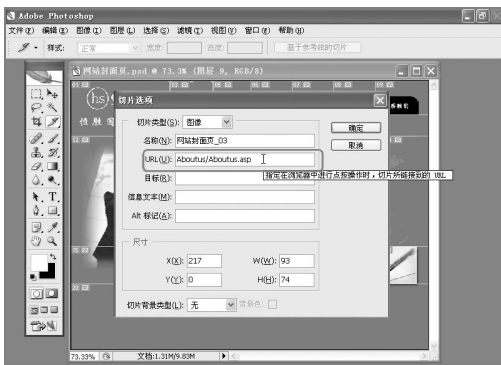 Adobe Photoshop
文件(F) 编辑(E) 图像(I) 图层(L) 选择(S) 滤镜(T) 视图(V) 窗口(W) 帮助(H)
样式: 正常 宽度: 高度: 基于参考线的切片
网站封面页.psd @ 73.3% (图层 9, RGB/8)
hs
切片选项
切片类型(S): 图像
确定
名称(N): 网站封面页_03
取消
URL(U): Aboutus/Aboutus.asp
目标(R):
指定在浏览器中进行点按操作时，切片所链接到的 URL
信息文本(M):
Alt 标记(A):
尺寸
X(X): 217 W(W): 93
Y(Y): 0 H(H): 74
切片背景类型(L): 无 背景色:
73.33% 文档:1.31M/9.83M